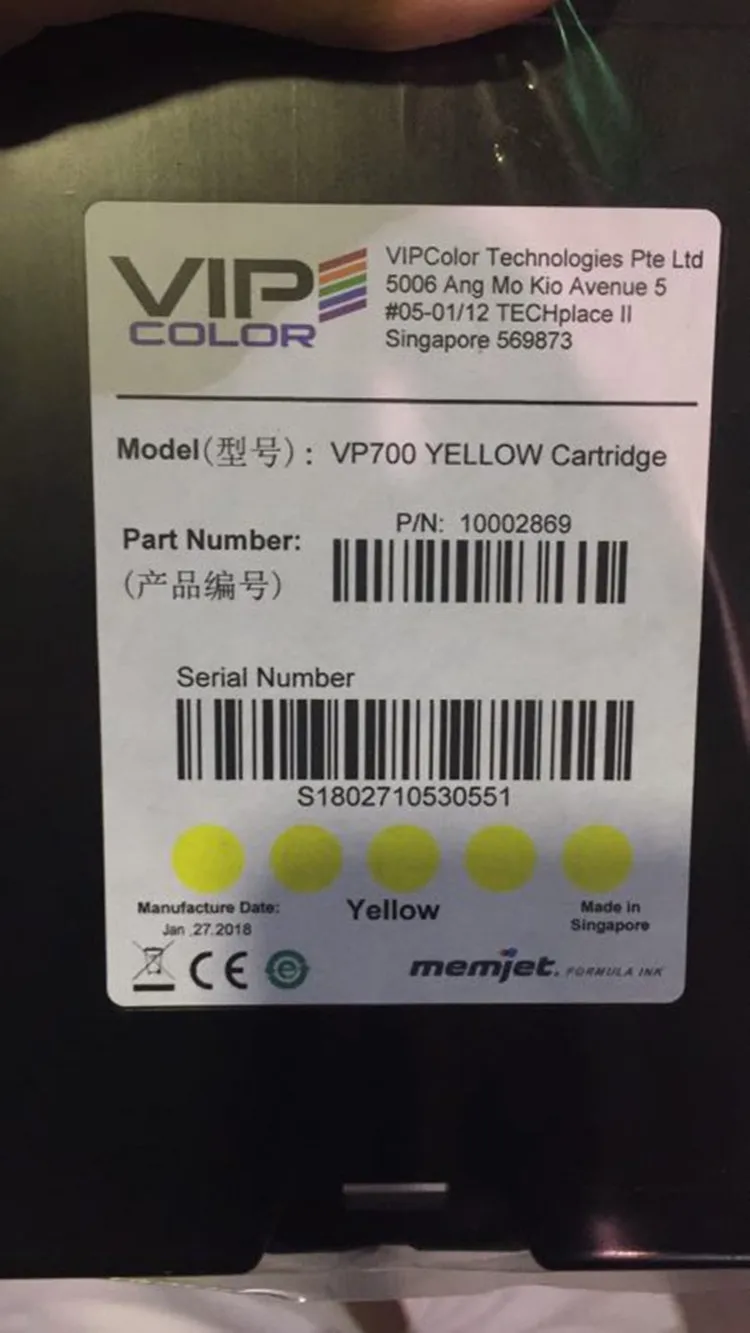 VIP
COLOR
VIPColor Technologies Pte Ltd
5006 Ang Mo Kio Avenue 5
#05-01/12 TECHplace II
Singapore 569873
Model(型号): VP700 YELLOW Cartridge
Part Number:
(产品编号)
P/N: 10002869
Serial Number
S1802710530551
Manufacture Date:
Jan .27.2018
Yellow
Made in
Singapore
CE
e
memjet. FORMULA INK